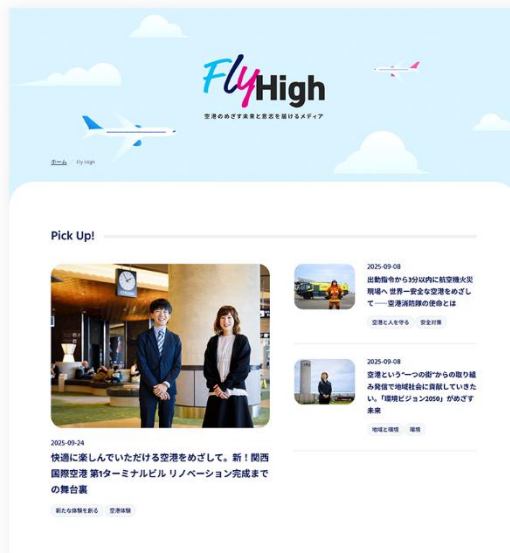 FlyHigh
空港のめざす未来と意志を届けるメディア
ホーム / Fly High
Pick Up!
2025-09-24
快適に楽しんでいただける空港をめざして。新！関西
国際空港 第1ターミナルビル リノベーション完成まで
の舞台裏
新たな体験を創る 空港体験
2025-09-08
出動指令から3分以内に航空機火災
現場へ 世界一安全な空港をめざし
て——空港消防隊の使命とは
空港と人を守る 安全対策
2025-09-08
空港という“一つの街”からの取り組
み発信で地域社会に貢献していきた
い。「環境ビジョン2050」がめざす
未来
地域と環境 環境